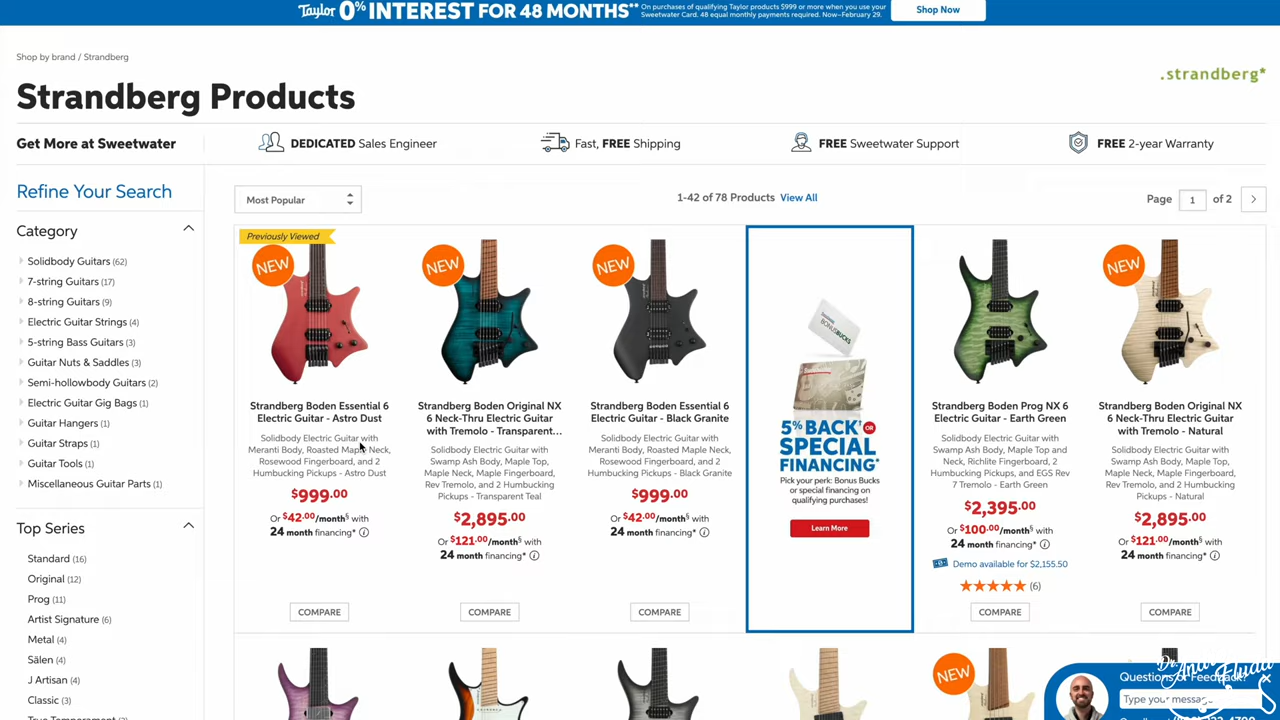 Taylor 0% INTEREST FOR 48 MONTHS**
On purchases of qualifying Taylor products $999 or more when you use your
Sweetwater Card. 48 equal monthly payments required. Now–February 29.
Shop Now
Shop by brand / Strandberg
.strandberg*
Strandberg Products
Get More at Sweetwater
DEDICATED Sales Engineer
Fast, FREE Shipping
FREE Sweetwater Support
FREE 2-year Warranty
Refine Your Search
Most Popular
1-42 of 78 Products View All
Page 1 of 2
Category
Solidbody Guitars (62)
7-string Guitars (17)
8-string Guitars (9)
Electric Guitar Strings (4)
5-string Bass Guitars (3)
Guitar Nuts & Saddles (3)
Semi-hollowbody Guitars (2)
Electric Guitar Gig Bags (1)
Guitar Hangers (1)
Guitar Straps (1)
Guitar Tools (1)
Miscellaneous Guitar Parts (1)
Top Series
Standard (16)
Original (12)
Prog (11)
Artist Signature (6)
Metal (4)
Sälen (4)
J Artisan (4)
Classic (3)
Previously Viewed
NEW
Strandberg Boden Essential 6
Electric Guitar - Astro Dust
Solidbody Electric Guitar with
Meranti Body, Roasted Maple Neck,
Rosewood Fingerboard, and 2
Humbucking Pickups - Astro Dust
$999.00
Or $42.00/month§ with
24 month financing*
COMPARE
NEW
Strandberg Boden Original NX
6 Neck-Thru Electric Guitar
with Tremolo - Transparent...
Solidbody Electric Guitar with
Swamp Ash Body, Maple Top,
Maple Neck, Maple Fingerboard,
Rev Tremolo, and 2 Humbucking
Pickups - Transparent Teal
$2,895.00
Or $121.00/month§ with
24 month financing*
COMPARE
NEW
Strandberg Boden Essential 6
Electric Guitar - Black Granite
Solidbody Electric Guitar with
Meranti Body, Roasted Maple Neck,
Rosewood Fingerboard, and 2
Humbucking Pickups - Black Granite
$999.00
Or $42.00/month§ with
24 month financing*
COMPARE
BONUSBUCKS
5% BACK* OR
SPECIAL
FINANCING*
Pick your perk: Bonus Bucks
or special financing on
qualifying purchases!
Learn More
Strandberg Boden Prog NX 6
Electric Guitar - Earth Green
Solidbody Electric Guitar with
Swamp Ash Body, Maple Top and
Neck, Richlite Fingerboard, 2
Humbucking Pickups, and EGS Rev
7 Tremolo - Earth Green
$2,395.00
Or $100.00/month§ with
24 month financing*
Demo available for $2,155.50
(6)
COMPARE
NEW
Strandberg Boden Original NX
6 Neck-Thru Electric Guitar
with Tremolo - Natural
Solidbody Electric Guitar with
Swamp Ash Body, Maple Top,
Maple Neck, Maple Fingerboard,
Rev Tremolo, and 2 Humbucking
Pickups - Natural
$2,895.00
Or $121.00/month§ with
24 month financing*
COMPARE
NEW
Questions or Feedback?
Type your message